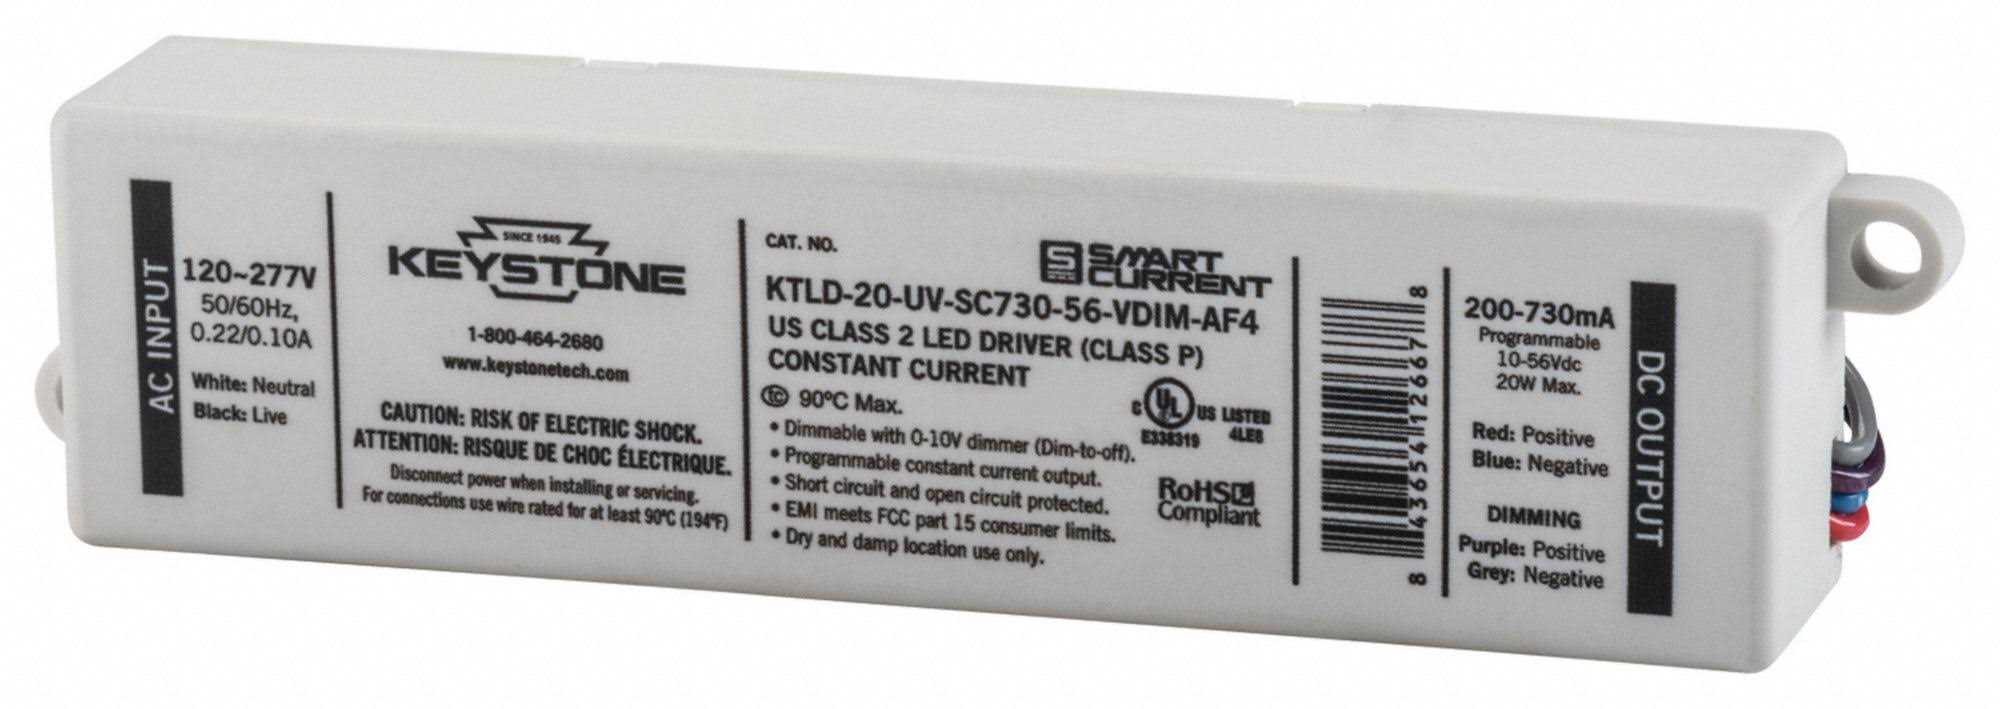 AC INPUT
120~277V
50/60Hz,
0.22/0.10A
White: Neutral
Black: Live
SINCE 1945
KEYSTONE
1-800-464-2680
www.keystonetech.com
CAUTION: RISK OF ELECTRIC SHOCK.
ATTENTION: RISQUE DE CHOC ÉLECTRIQUE.
Disconnect power when installing or servicing.
For connections use wire rated for at least 90°C (194°F)
CAT. NO.
S SMART
CURRENT
KTLD-20-UV-SC730-56-VDIM-AF4
US CLASS 2 LED DRIVER (CLASS P)
CONSTANT CURRENT
tc 90°C Max.
• Dimmable with 0-10V dimmer (Dim-to-off).
• Programmable constant current output.
• Short circuit and open circuit protected.
• EMI meets FCC part 15 consumer limits.
• Dry and damp location use only.
C UL US LISTED
E338319 4LE8
RoHS
Compliant
8 43654 12667 8
200-730mA
Programmable
10-56Vdc
20W Max.
Red: Positive
Blue: Negative
DIMMING
Purple: Positive
Grey: Negative
DC OUTPUT